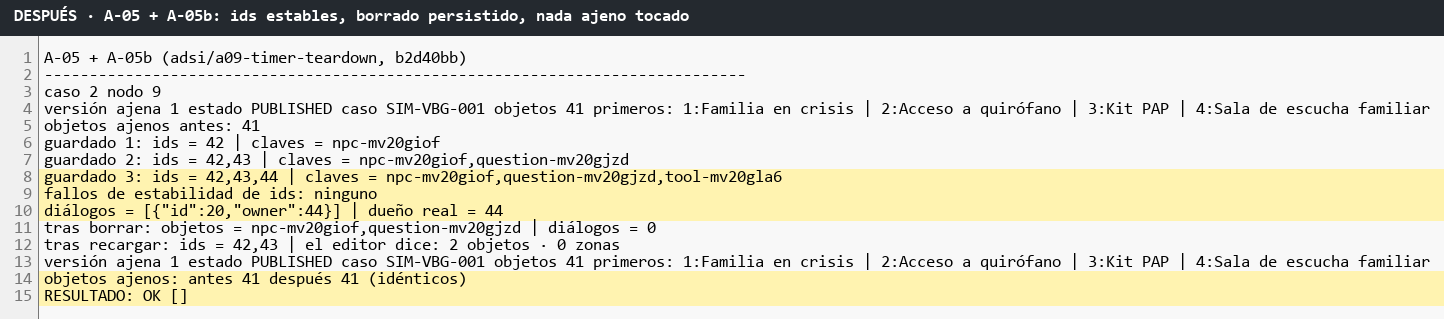 DESPUÉS · A-05 + A-05b: ids estables, borrado persistido, nada ajeno tocado
1 A-05 + A-05b (adsi/a09-timer-teardown, b2d40bb)
2 ------------------------------------------------------------------------------
3 caso 2 nodo 9
4 versión ajena 1 estado PUBLISHED caso SIM-VBG-001 objetos 41 primeros: 1:Familia en crisis | 2:Acceso a quirófano | 3:Kit PAP | 4:Sala de escucha familiar
5 objetos ajenos antes: 41
6 guardado 1: ids = 42 | claves = npc-mv20giof
7 guardado 2: ids = 42,43 | claves = npc-mv20giof,question-mv20gjzd
8 guardado 3: ids = 42,43,44 | claves = npc-mv20giof,question-mv20gjzd,tool-mv20gla6
9 fallos de estabilidad de ids: ninguno
10 diálogos = [{"id":20,"owner":44}] | dueño real = 44
11 tras borrar: objetos = npc-mv20giof,question-mv20gjzd | diálogos = 0
12 tras recargar: ids = 42,43 | el editor dice: 2 objetos · 0 zonas
13 versión ajena 1 estado PUBLISHED caso SIM-VBG-001 objetos 41 primeros: 1:Familia en crisis | 2:Acceso a quirófano | 3:Kit PAP | 4:Sala de escucha familiar
14 objetos ajenos: antes 41 después 41 (idénticos)
15 RESULTADO: OK []